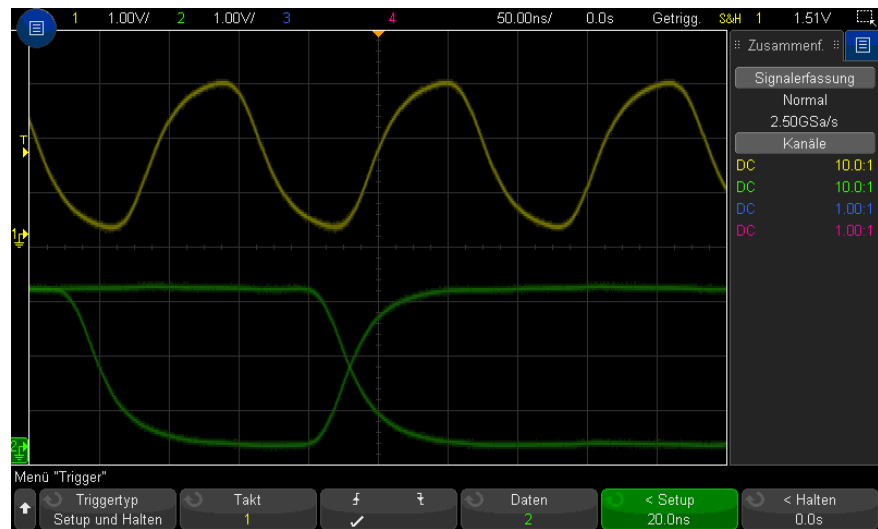 1 1.00V/ 2 1.00V/ 3 4 50.00ns/ 0.0s Getrigg. S&H 1 1.51V
Zusammenf.
Signalerfassung
Normal
2.50GSa/s
Kanäle
DC 10.0:1
DC 10.0:1
DC 1.00:1
DC 1.00:1
T
1
2
Menü "Trigger"
Triggertyp Takt Daten < Setup < Halten
Setup und Halten 1 2 20.0ns 0.0s